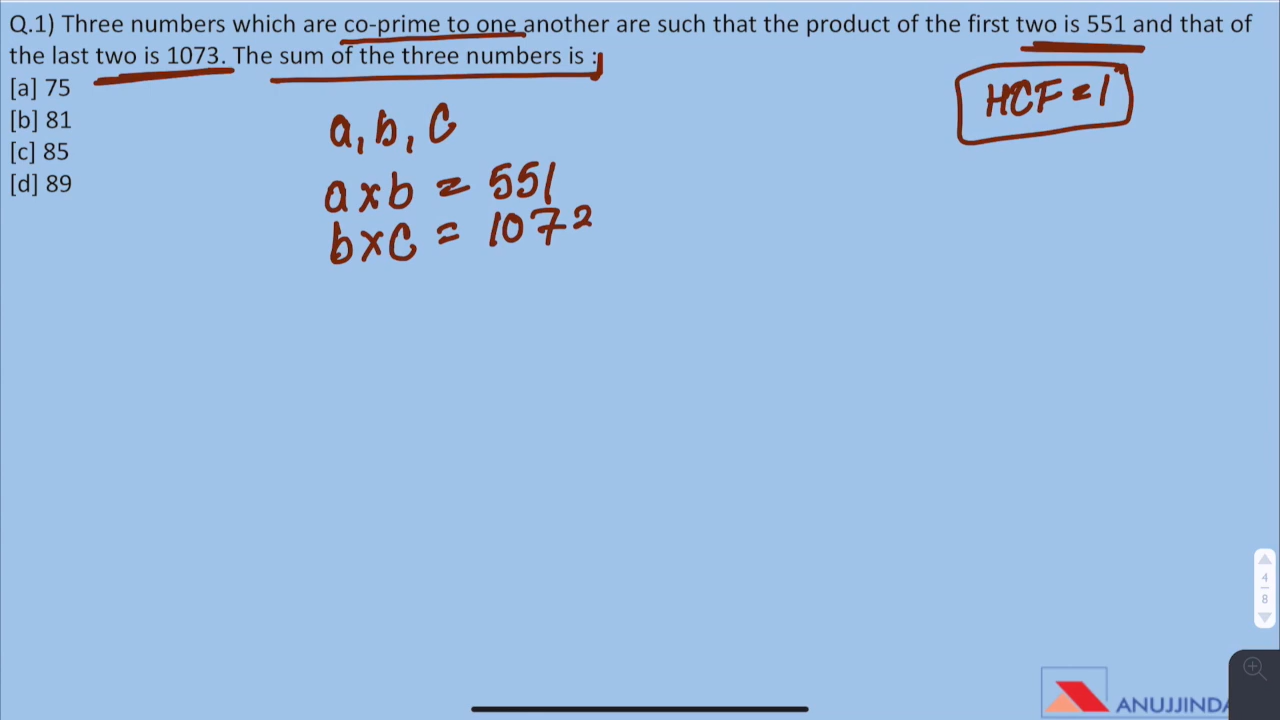 Q.1) Three numbers which are co-prime to one another are such that the product of the first two is 551 and that of
the last two is 1073. The sum of the three numbers is :
[a] 75
[b] 81
[c] 85
[d] 89
HCF = 1
a, b, c
a x b = 551
b x c = 1072
4
8
ANUJJINDA